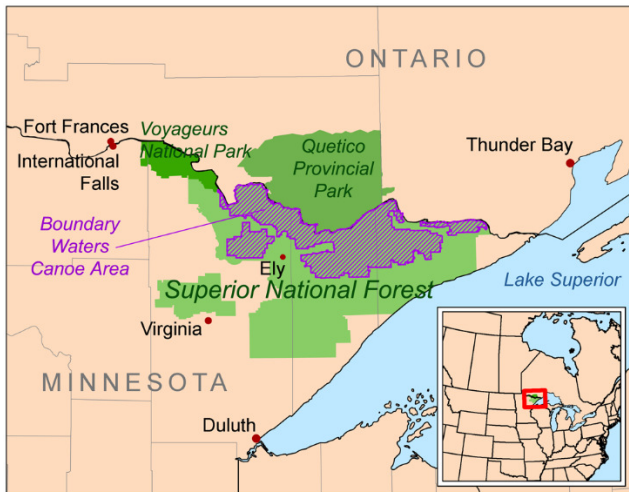 ONTARIO
Fort Frances
International
Falls
Voyageurs
National Park
Quetico
Provincial
Park
Thunder Bay
Boundary
Waters
Canoe Area
Ely
Lake Superior
Superior National Forest
Virginia
MINNESOTA
Duluth